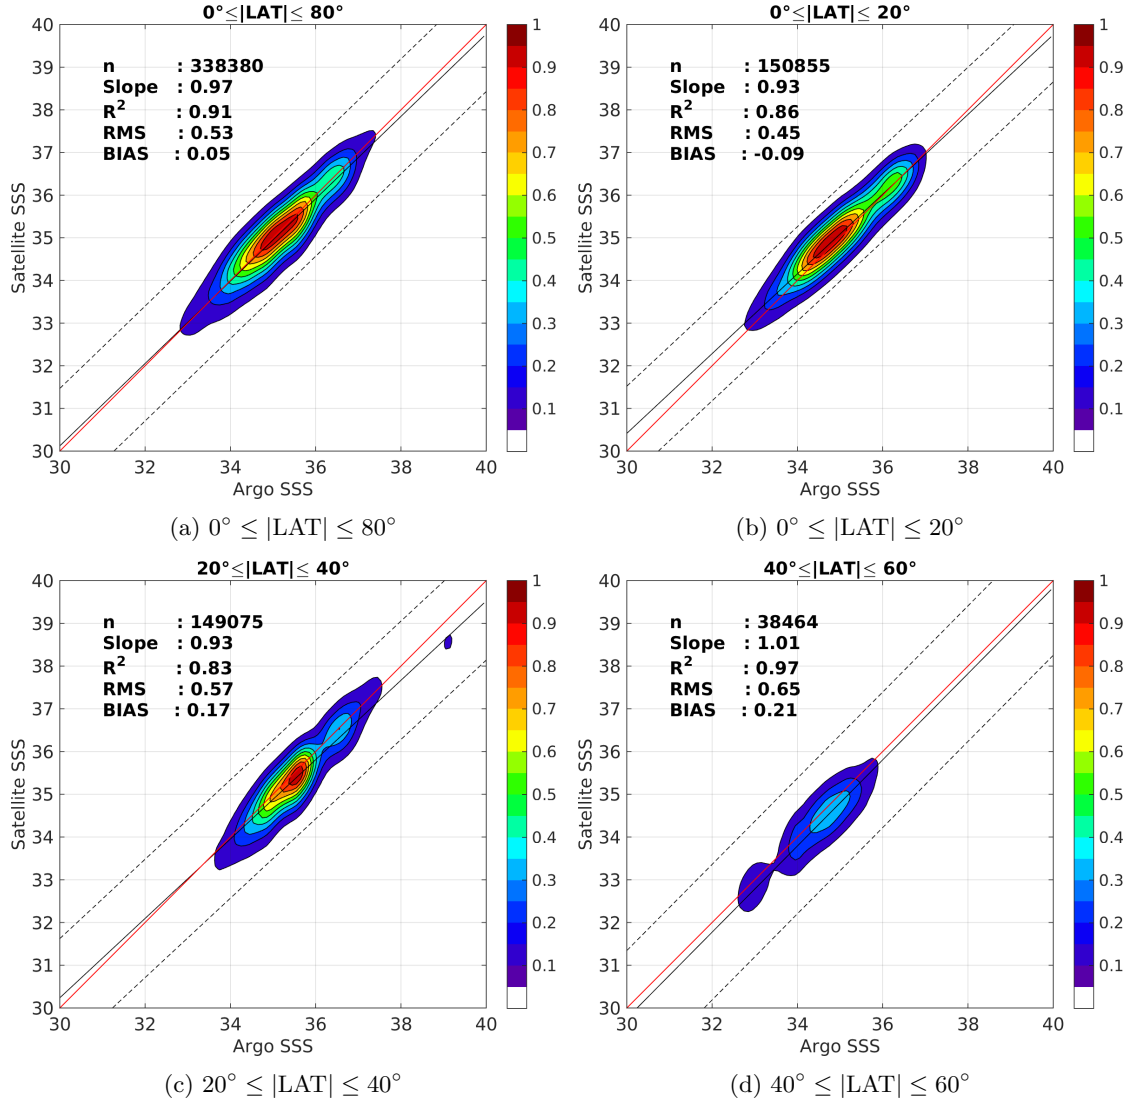 0°≤|LAT|≤ 80°
n : 338380
Slope : 0.97
R² : 0.91
RMS : 0.53
BIAS : 0.05
40
39
38
37
36
35
34
33
32
31
30
30 32 34 36 38 40
Satellite SSS
Argo SSS
1
0.9
0.8
0.7
0.6
0.5
0.4
0.3
0.2
0.1
(a) 0° ≤ |LAT| ≤ 80°
0°≤|LAT|≤ 20°
n : 150855
Slope : 0.93
R² : 0.86
RMS : 0.45
BIAS : -0.09
40
39
38
37
36
35
34
33
32
31
30
30 32 34 36 38 40
Satellite SSS
Argo SSS
1
0.9
0.8
0.7
0.6
0.5
0.4
0.3
0.2
0.1
(b) 0° ≤ |LAT| ≤ 20°
20°≤|LAT|≤ 40°
n : 149075
Slope : 0.93
R² : 0.83
RMS : 0.57
BIAS : 0.17
40
39
38
37
36
35
34
33
32
31
30
30 32 34 36 38 40
Satellite SSS
Argo SSS
1
0.9
0.8
0.7
0.6
0.5
0.4
0.3
0.2
0.1
(c) 20° ≤ |LAT| ≤ 40°
40°≤|LAT|≤ 60°
n : 38464
Slope : 1.01
R² : 0.97
RMS : 0.65
BIAS : 0.21
40
39
38
37
36
35
34
33
32
31
30
30 32 34 36 38 40
Satellite SSS
Argo SSS
1
0.9
0.8
0.7
0.6
0.5
0.4
0.3
0.2
0.1
(d) 40° ≤ |LAT| ≤ 60°